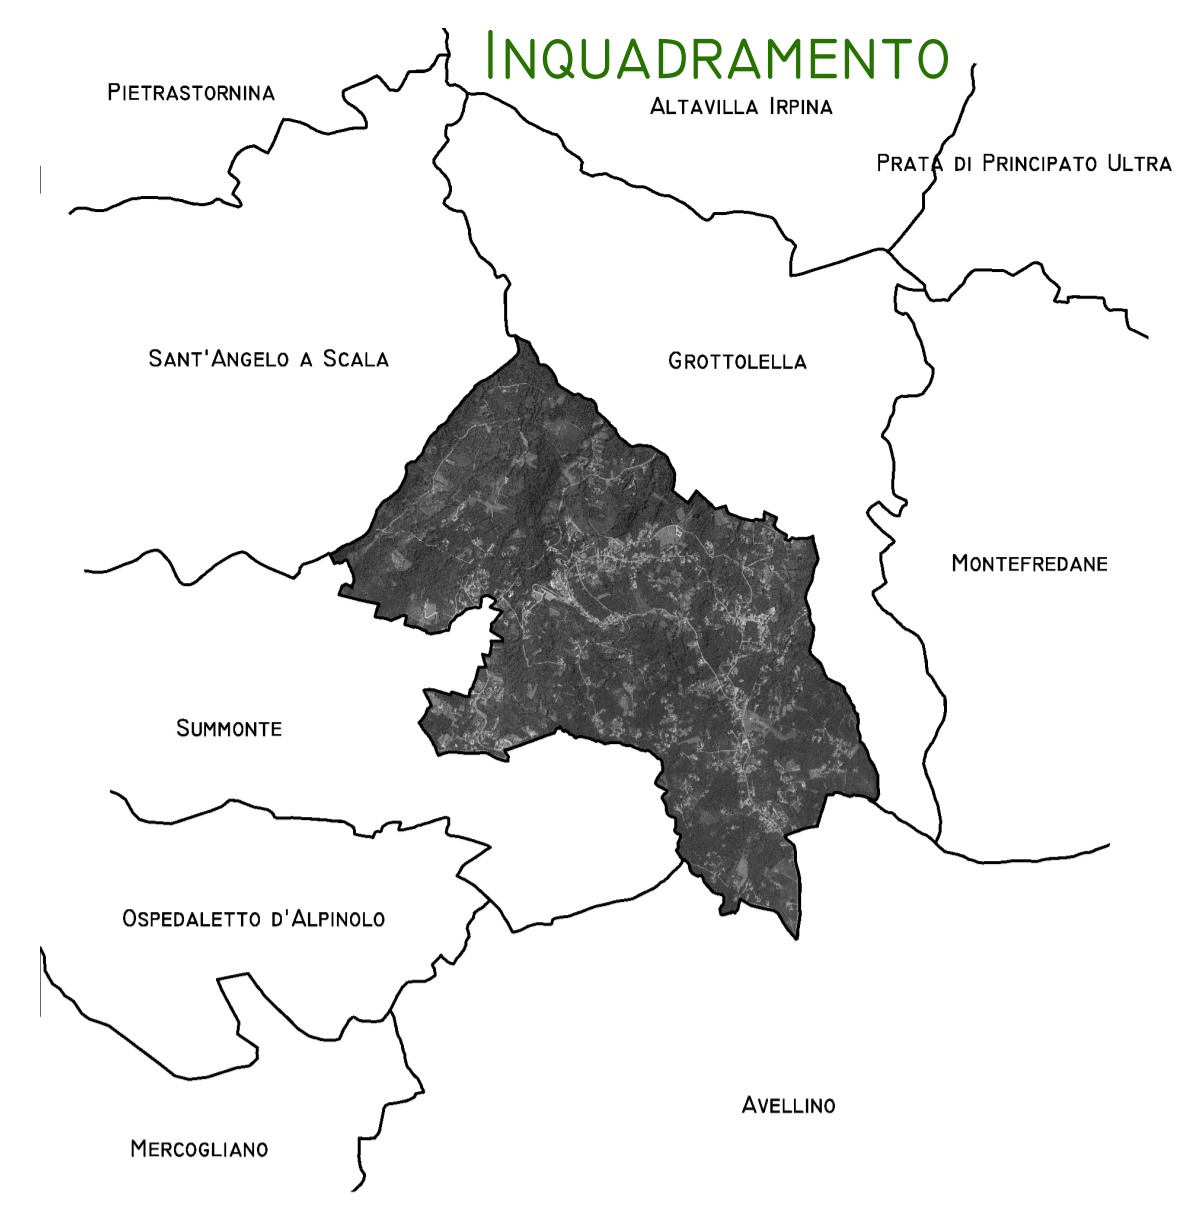 INQUADRAMENTO
PIETRASTORNINA
ALTAVILLA IRPINA
PRATA DI PRINCIPATO ULTRA
SANT'ANGELO A SCALA
GROTTOLELLA
MONTEFREDANE
SUMMONTE
OSPEDALETTO D'ALPINOLO
AVELLINO
MERCOGLIANO